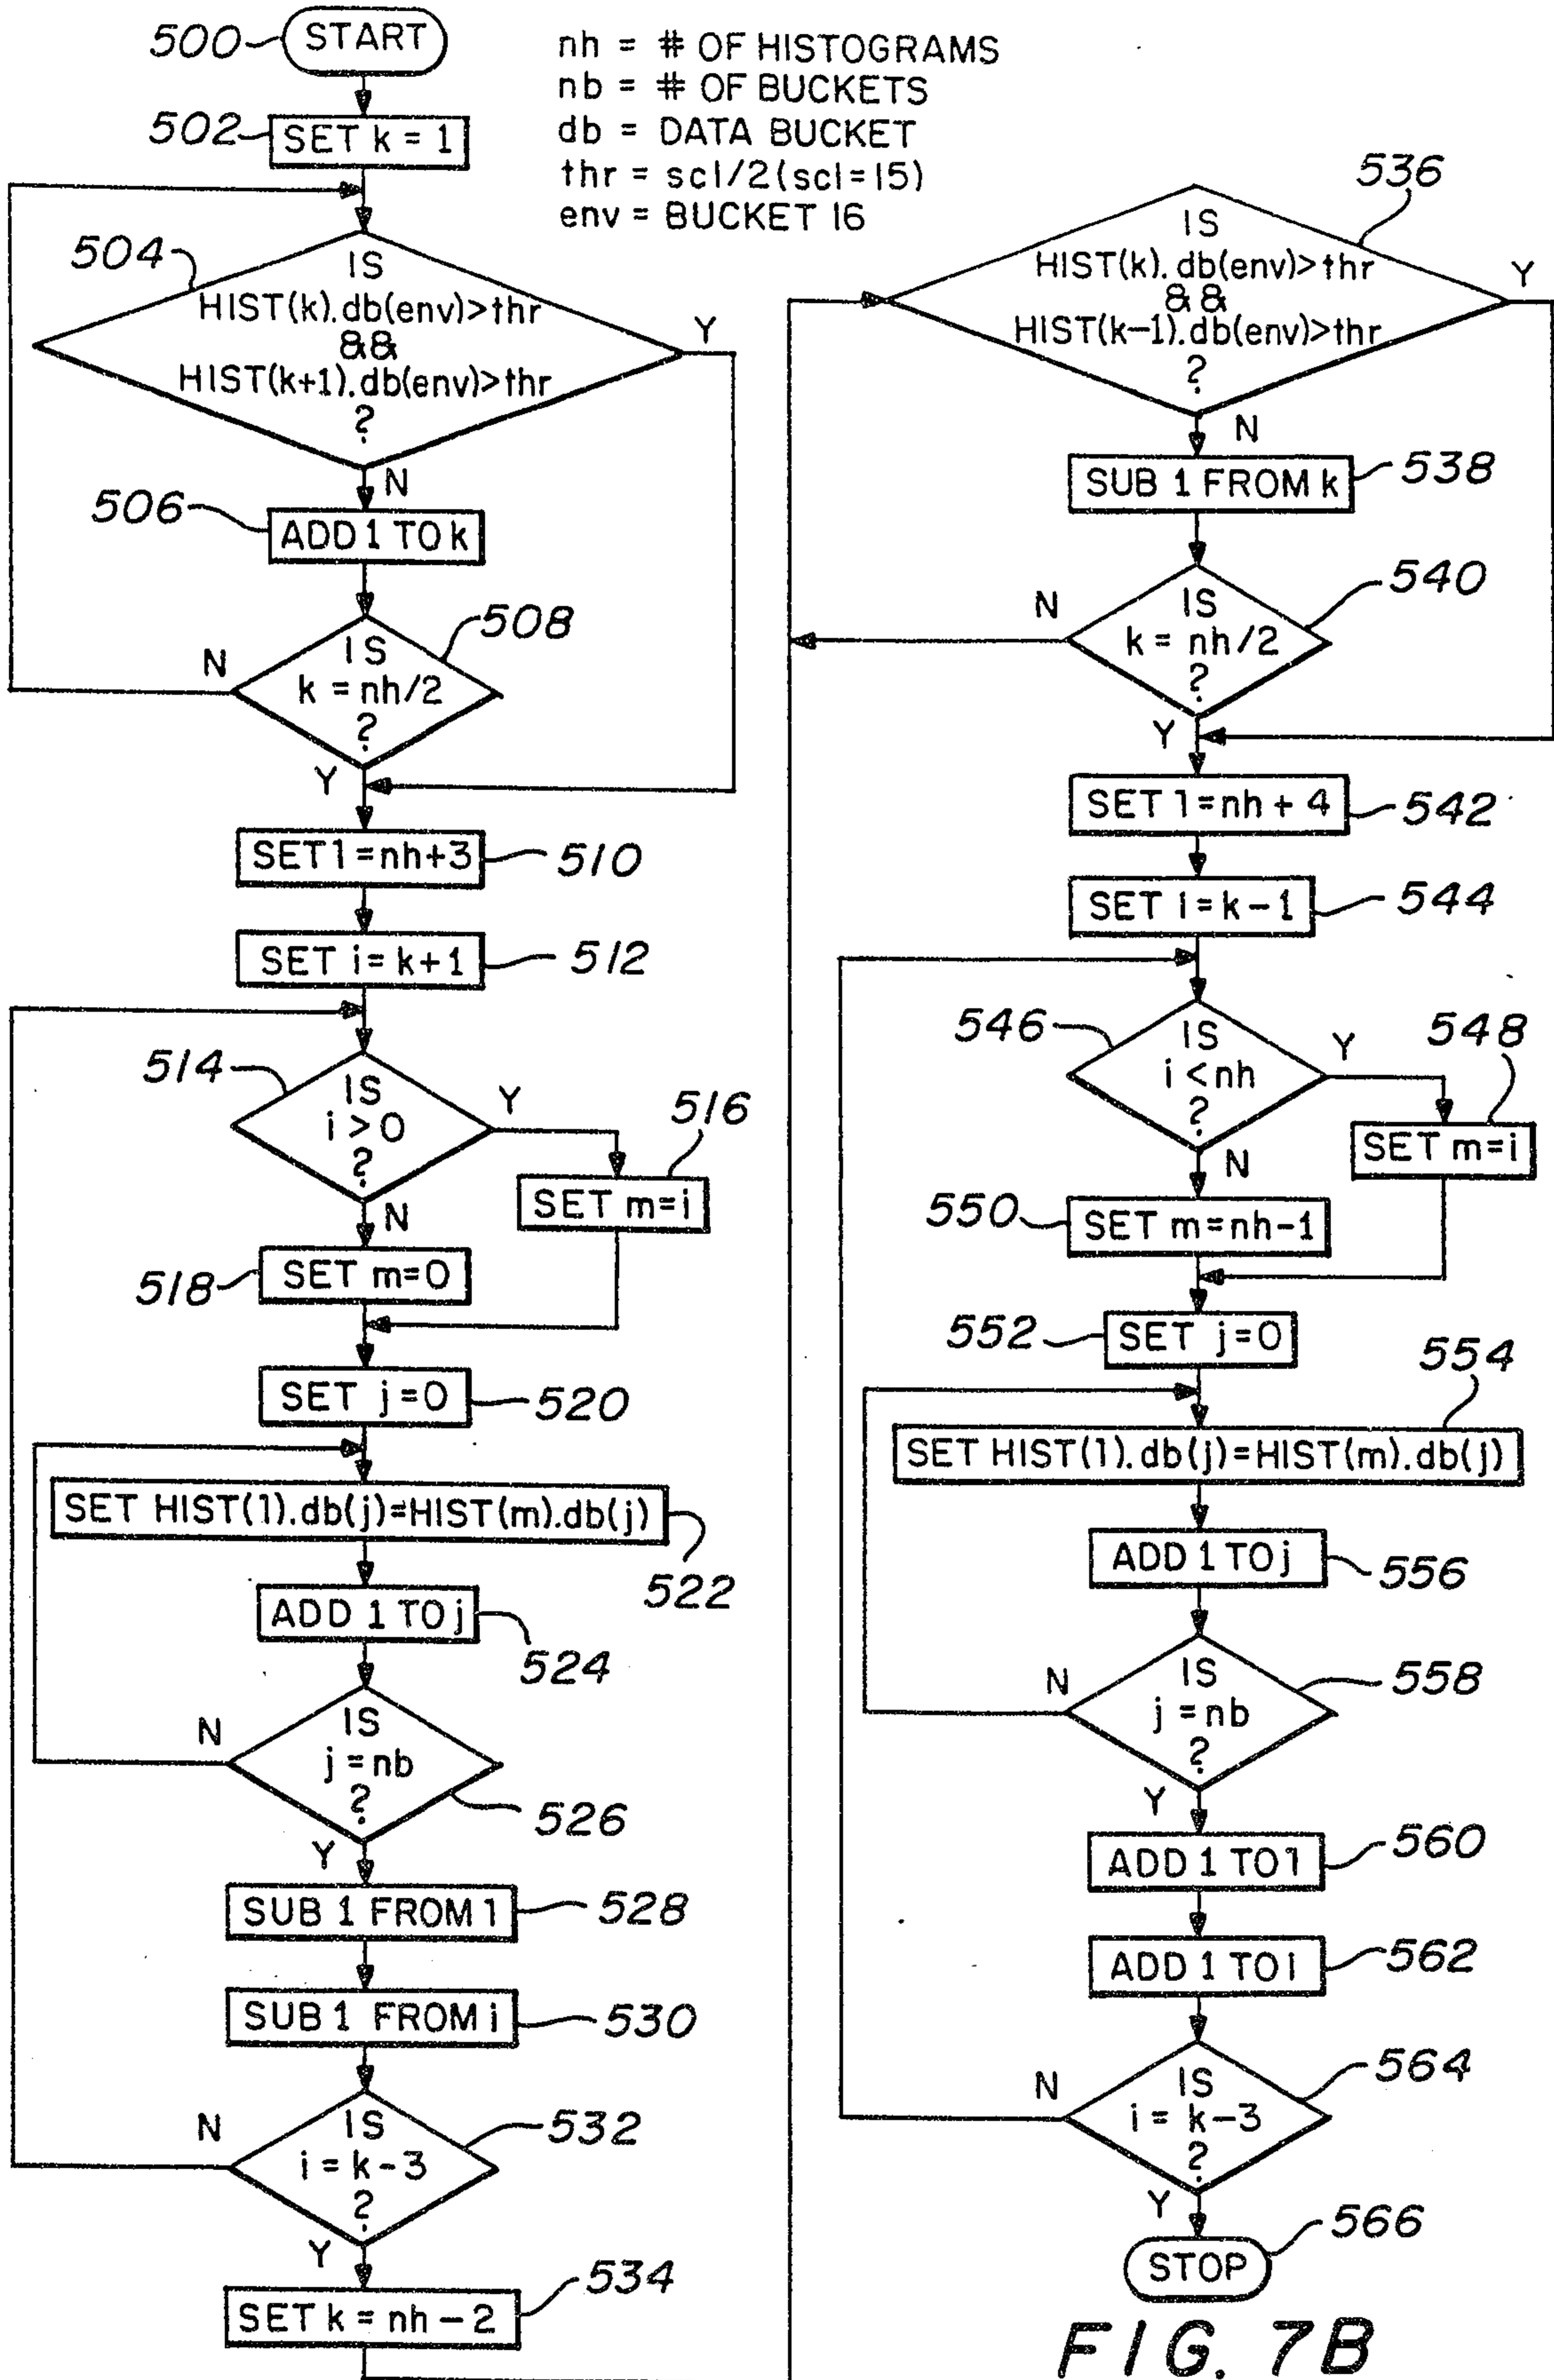 500
START
nh = # OF HISTOGRAMS
nb = # OF BUCKETS
db = DATA BUCKET
thr = scl/2(scl=15)
env = BUCKET 16
502
SET k = 1
504
IS
HIST(k).db(env)>thr
&&
HIST(k+1).db(env)>thr
?
Y
N
506
ADD 1 TO k
508
IS
k = nh/2
?
N
Y
SET l=nh+3
510
SET i=k+1
512
514
IS
i > 0
?
Y
516
SET m=i
N
518
SET m=0
SET j=0
520
SET HIST(l).db(j)=HIST(m).db(j)
522
ADD 1 TO j
524
IS
j = nb
?
N
526
Y
SUB 1 FROM l
528
SUB 1 FROM i
530
IS
i = k-3
?
N
532
Y
SET k = nh-2
534
536
IS
HIST(k).db(env)>thr
&&
HIST(k-1).db(env)>thr
?
Y
N
SUB 1 FROM k
538
540
IS
k = nh/2
?
N
Y
SET l=nh + 4
542
SET i=k-1
544
546
IS
i < nh
?
Y
548
SET m=i
N
550
SET m=nh-1
552
SET j=0
554
SET HIST(l).db(j)=HIST(m).db(j)
ADD 1 TO j
556
IS
j = nb
?
N
558
Y
ADD 1 TO l
560
ADD 1 TO i
562
IS
i = k-3
?
N
564
Y
STOP
566
FIG. 7B